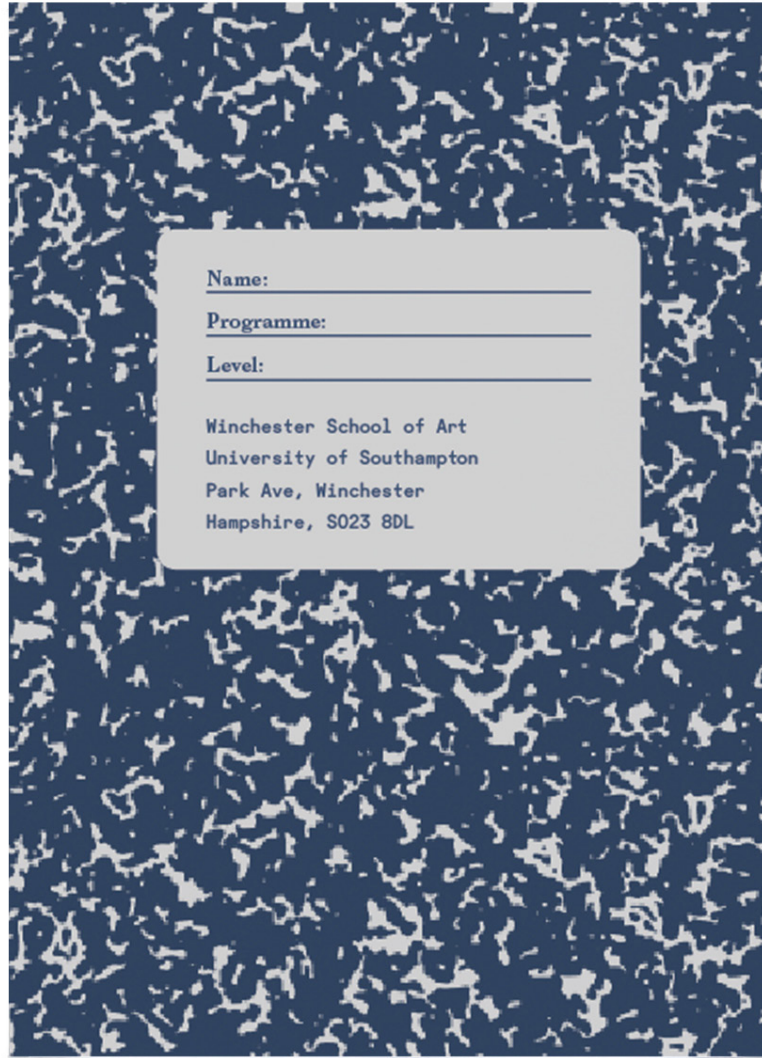 Name:
Programme:
Level:
Winchester School of Art
University of Southampton
Park Ave, Winchester
Hampshire, SO23 8DL